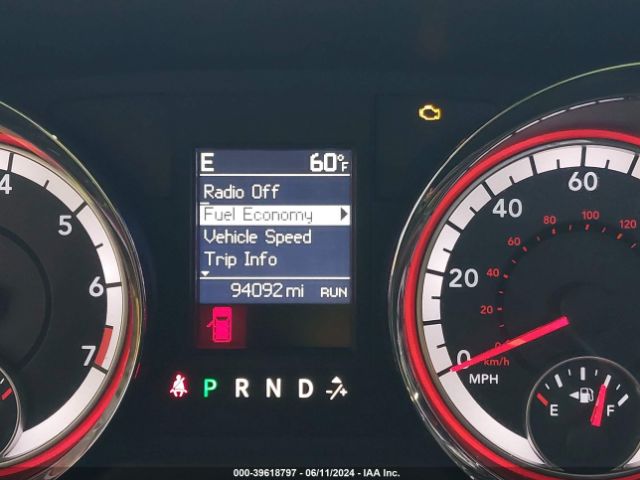 E 60°F
Radio Off
Fuel Economy
Vehicle Speed
Trip Info
94092 mi RUN
P R N D -/+
4
5
6
7
0
20
40
60
20
40
60
80
100
120
km/h
MPH
E F
000-39618797 - 06/11/2024 - IAA Inc.